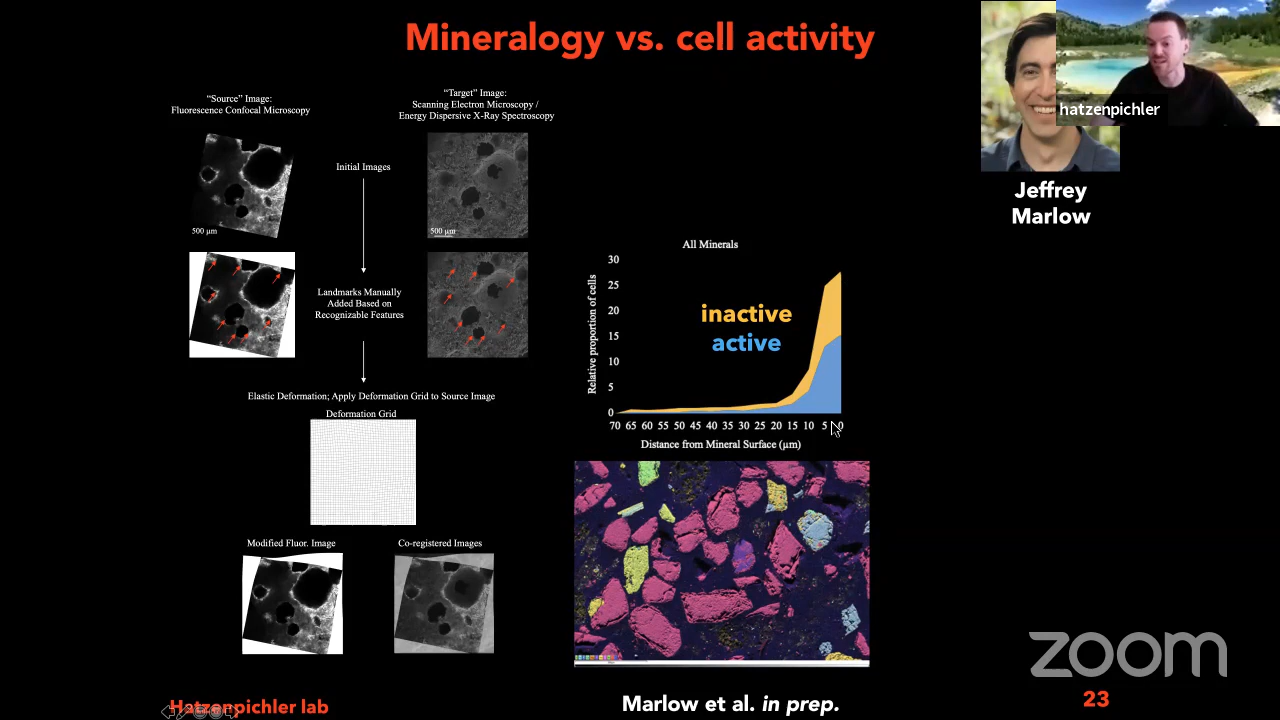 Mineralogy vs. cell activity
hatzenpichler
Jeffrey
Marlow
“Source” Image:
Fluorescence Confocal Microscopy
“Target” Image:
Scanning Electron Microscopy /
Energy Dispersive X-Ray Spectroscopy
Initial Images
500 µm
500 µm
Landmarks Manually
Added Based on
Recognizable Features
Elastic Deformation; Apply Deformation Grid to Source Image
Deformation Grid
Modified Fluor. Image
Co-registered Images
All Minerals
Relative proportion of cells
30
25
20
15
10
5
0
inactive
active
70 65 60 55 50 45 40 35 30 25 20 15 10 5 0
Distance from Mineral Surface (µm)
Hatzenpichler lab
Marlow et al. in prep.
zoom
23